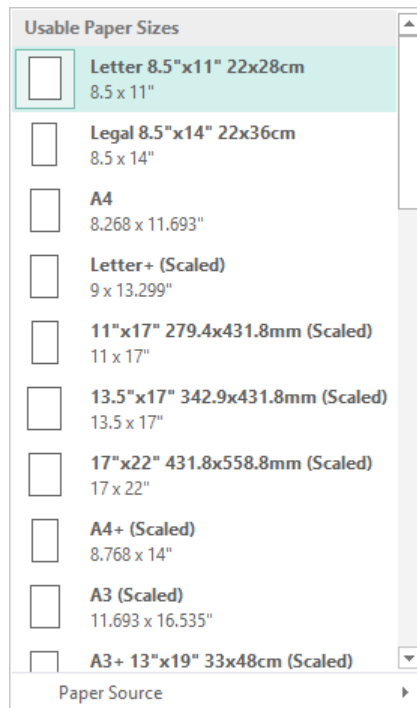 Usable Paper Sizes
Letter 8.5"x11" 22x28cm
8.5 x 11"
Legal 8.5"x14" 22x36cm
8.5 x 14"
A4
8.268 x 11.693"
Letter+ (Scaled)
9 x 13.299"
11"x17" 279.4x431.8mm (Scaled)
11 x 17"
13.5"x17" 342.9x431.8mm (Scaled)
13.5 x 17"
17"x22" 431.8x558.8mm (Scaled)
17 x 22"
A4+ (Scaled)
8.768 x 14"
A3 (Scaled)
11.693 x 16.535"
A3+ 13"x19" 33x48cm (Scaled)
Paper Source